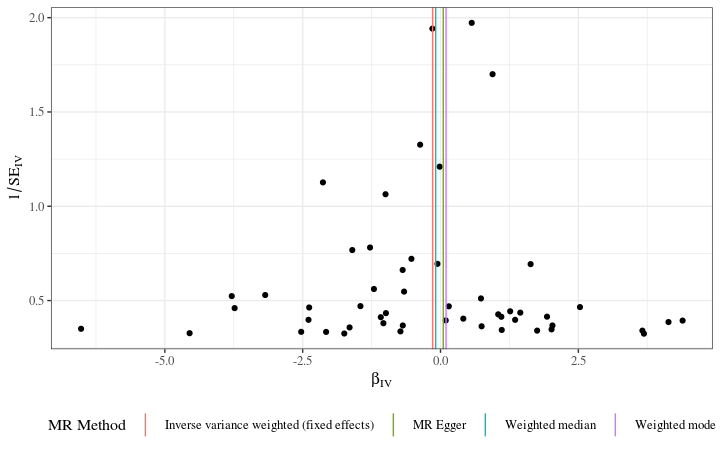 2.0
1.5
1.0
0.5
1/SE_IV
-5.0 -2.5 0.0 2.5
β_IV
MR Method Inverse variance weighted (fixed effects) MR Egger Weighted median Weighted mode